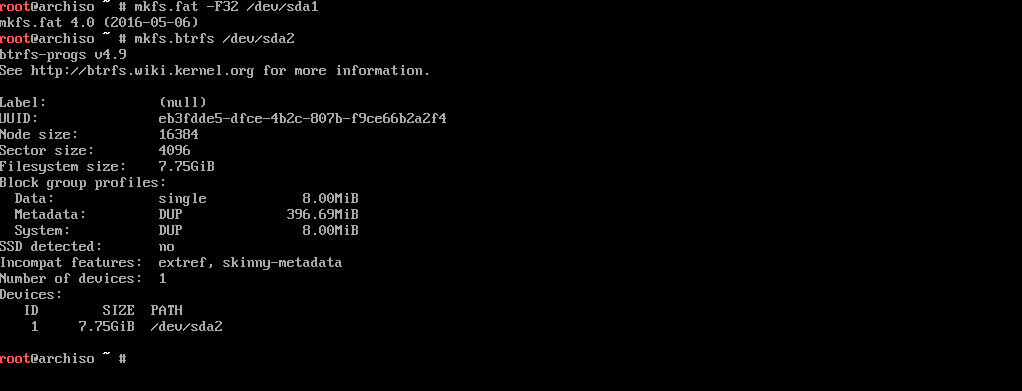 root@archiso ~ # mkfs.fat -F32 /dev/sda1
mkfs.fat 4.0 (2016-05-06)
root@archiso ~ # mkfs.btrfs /dev/sda2
btrfs-progs v4.9
See http://btrfs.wiki.kernel.org for more information.

Label:              (null)
UUID:               eb3fdde5-dfce-4b2c-807b-f9ce66b2a2f4
Node size:          16384
Sector size:        4096
Filesystem size:    7.75GiB
Block group profiles:
  Data:             single            8.00MiB
  Metadata:         DUP             396.69MiB
  System:           DUP               8.00MiB
SSD detected:       no
Incompat features:  extref, skinny-metadata
Number of devices:  1
Devices:
   ID        SIZE  PATH
    1     7.75GiB  /dev/sda2

root@archiso ~ #